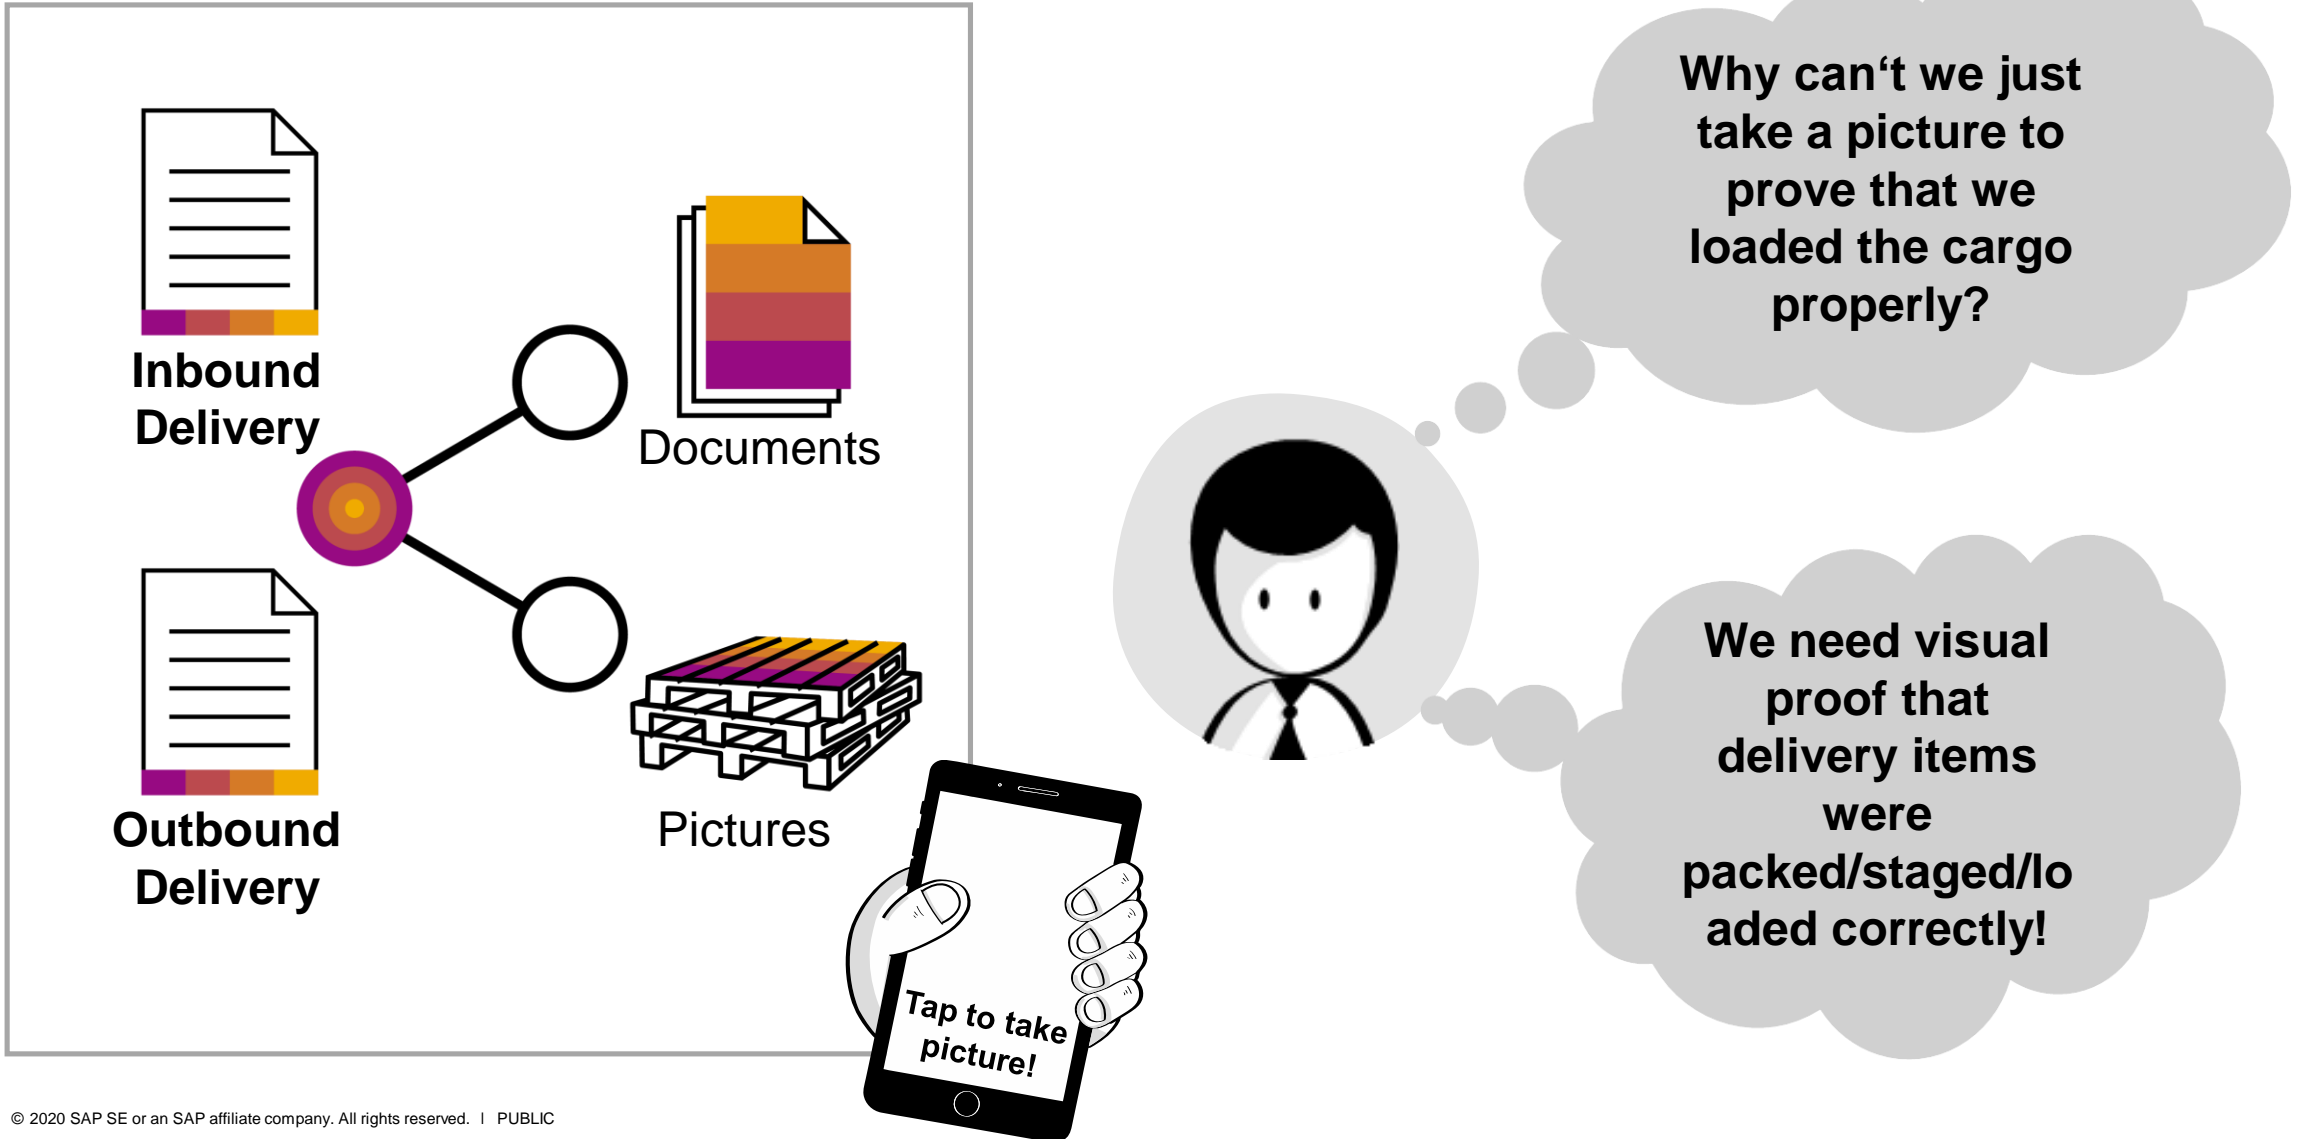 Inbound
Delivery
Documents
Outbound
Delivery
Pictures
Tap to take
picture!
Why can‘t we just
take a picture to
prove that we
loaded the cargo
properly?
We need visual
proof that
delivery items
were
packed/staged/lo
aded correctly!
© 2020 SAP SE or an SAP affiliate company. All rights reserved. ǀ PUBLIC